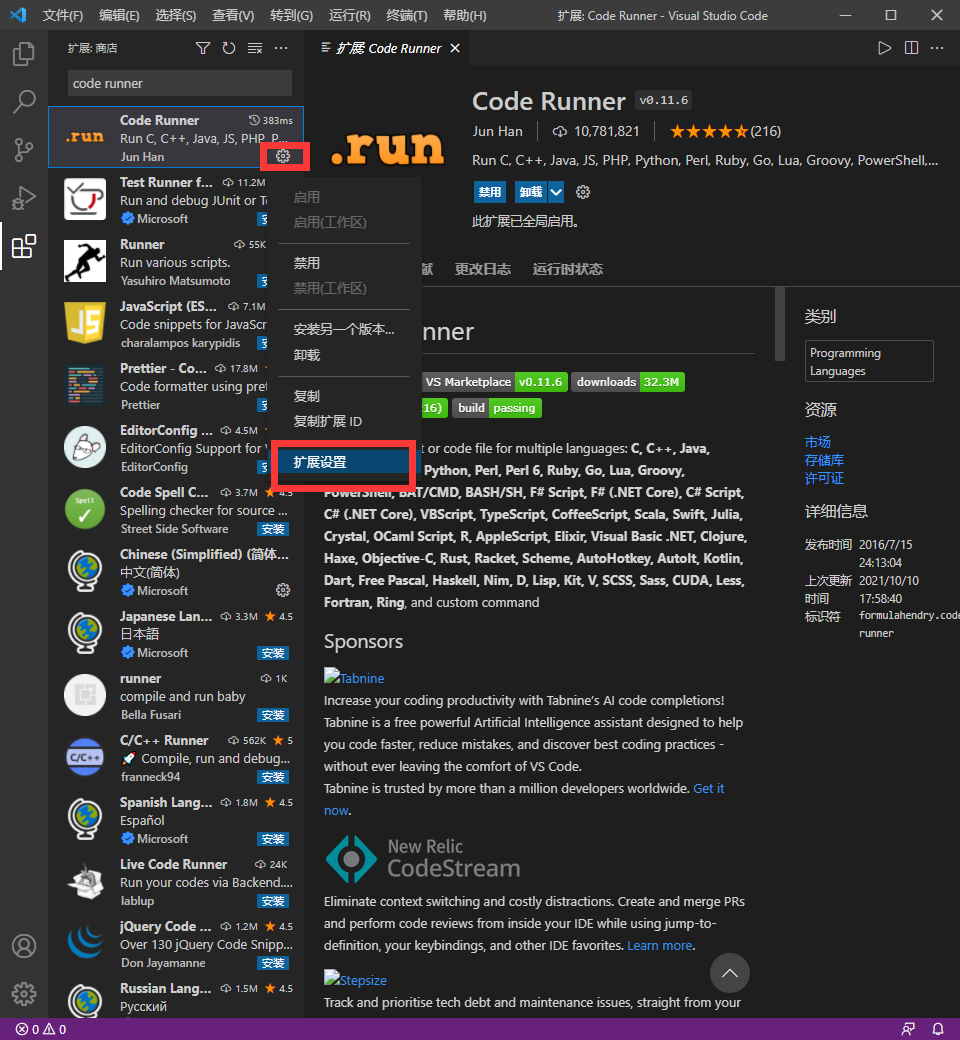 文件(F) 编辑(E) 选择(S) 查看(V) 转到(G) 运行(R) 终端(T) 帮助(H) 扩展: Code Runner - Visual Studio Code
扩展: 商店
code runner
Code Runner 383ms
Run C, C++, Java, JS, PHP, P...
Jun Han
Test Runner f... 11.2M
Run and debug JUnit or T
Microsoft
Runner 55K
Run various scripts.
Yasuhiro Matsumoto
JavaScript (ES... 7.1M
Code snippets for JavaScr
charalampos karypidis
Prettier - Co... 17.8M
Code formatter using pret
Prettier
EditorConfig ... 4.5M
EditorConfig Support for
EditorConfig
Code Spell C... 3.7M 4.5
Spelling checker for source ...
Street Side Software 安装
Spell
Chinese (Simplified) (简体...
中文(简体)
Microsoft
Japanese Lan... 3.3M 4.5
日本語
Microsoft 安装
runner 1K
compile and run baby
Bella Fusari 安装
C/C++ Runner 562K 5
Compile, run and debug...
franneck94 安装
C/C++
Spanish Lang... 1.8M 4.5
Español
Microsoft 安装
Live Code Runner 24K
Run your codes via Backend....
lablup 安装
jQuery Code ... 1.2M 4.5
Over 130 jQuery Code Snipp...
Don Jayamanne 安装
Russian Lang... 1.5M 4.5
Русский
启用
启用(工作区)
禁用
禁用(工作区)
安装另一个版本...
卸载
复制
复制扩展 ID
扩展设置
扩展 Code Runner
.run
Code Runner v0.11.6
Jun Han 10,781,821 (216)
Run C, C++, Java, JS, PHP, Python, Perl, Ruby, Go, Lua, Groovy, PowerShell,...
禁用 卸载
此扩展已全局启用。
献 更改日志 运行时状态
nner
VS Marketplace v0.11.6 downloads 32.3M
16) build passing
t or code file for multiple languages: C, C++, Java,
Python, Perl, Perl 6, Ruby, Go, Lua, Groovy,
PowerShell, BAT/CMD, BASH/SH, F# Script, F# (.NET Core), C# Script,
C# (.NET Core), VBScript, TypeScript, CoffeeScript, Scala, Swift, Julia,
Crystal, OCaml Script, R, AppleScript, Elixir, Visual Basic .NET, Clojure,
Haxe, Objective-C, Rust, Racket, Scheme, AutoHotkey, AutoIt, Kotlin,
Dart, Free Pascal, Haskell, Nim, D, Lisp, Kit, V, SCSS, Sass, CUDA, Less,
Fortran, Ring, and custom command
Sponsors
Tabnine
Increase your coding productivity with Tabnine's AI code completions!
Tabnine is a free powerful Artificial Intelligence assistant designed to help
you code faster, reduce mistakes, and discover best coding practices -
without ever leaving the comfort of VS Code.
Tabnine is trusted by more than a million developers worldwide. Get it
now.
New Relic
CodeStream
Eliminate context switching and costly distractions. Create and merge PRs
and perform code reviews from inside your IDE while using jump-to-
definition, your keybindings, and other IDE favorites. Learn more.
Stepsize
Track and prioritise tech debt and maintenance issues, straight from your
类别
Programming
Languages
资源
市场
存储库
许可证
详细信息
发布时间 2016/7/15
24:13:04
上次更新 2021/10/10
时间 17:58:40
标识符 formulahendry.code
runner
0 0